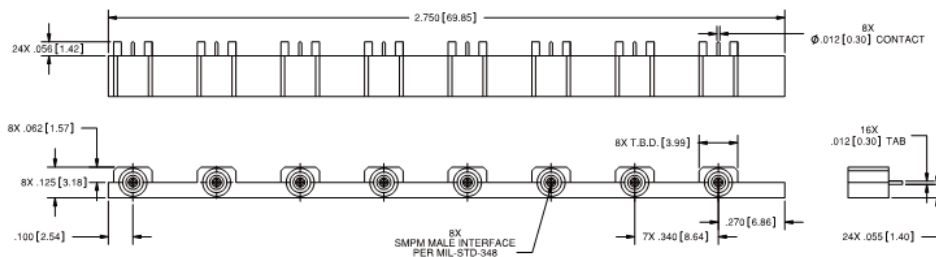 2.750 [69.85]
8X
24X .056 [1.42]
Ø.012 [0.30] CONTACT
16X
8X .062 [1.57]
8X T.B.D. [3.99]
.012 [0.30] TAB
8X .125 [3.18]
.270 [6.86]
.100 [2.54]
8X
SMPM MALE INTERFACE
PER MIL-STD-348
7X .340 [8.64]
24X .055 [1.40]